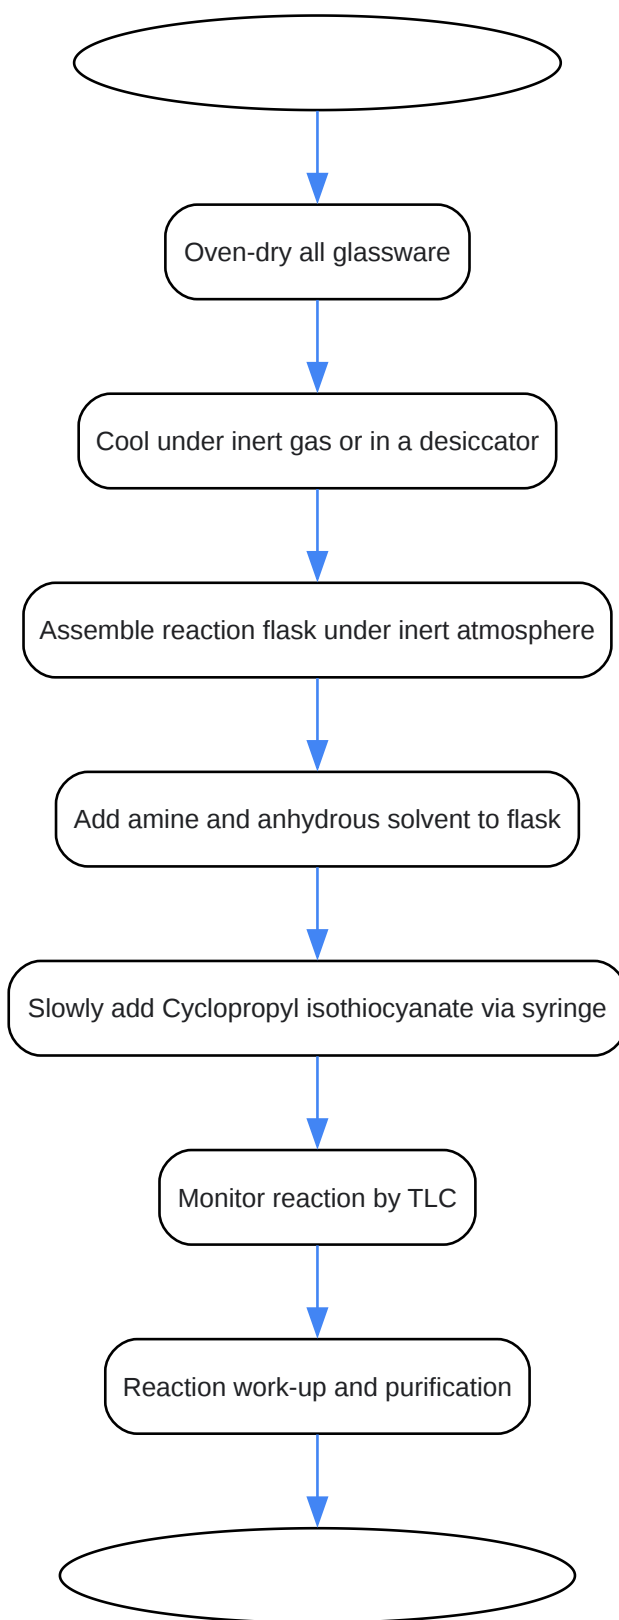 Oven-dry all glassware
Cool under inert gas or in a desiccator
Assemble reaction flask under inert atmosphere
Add amine and anhydrous solvent to flask
Slowly add Cyclopropyl isothiocyanate via syringe
Monitor reaction by TLC
Reaction work-up and purification